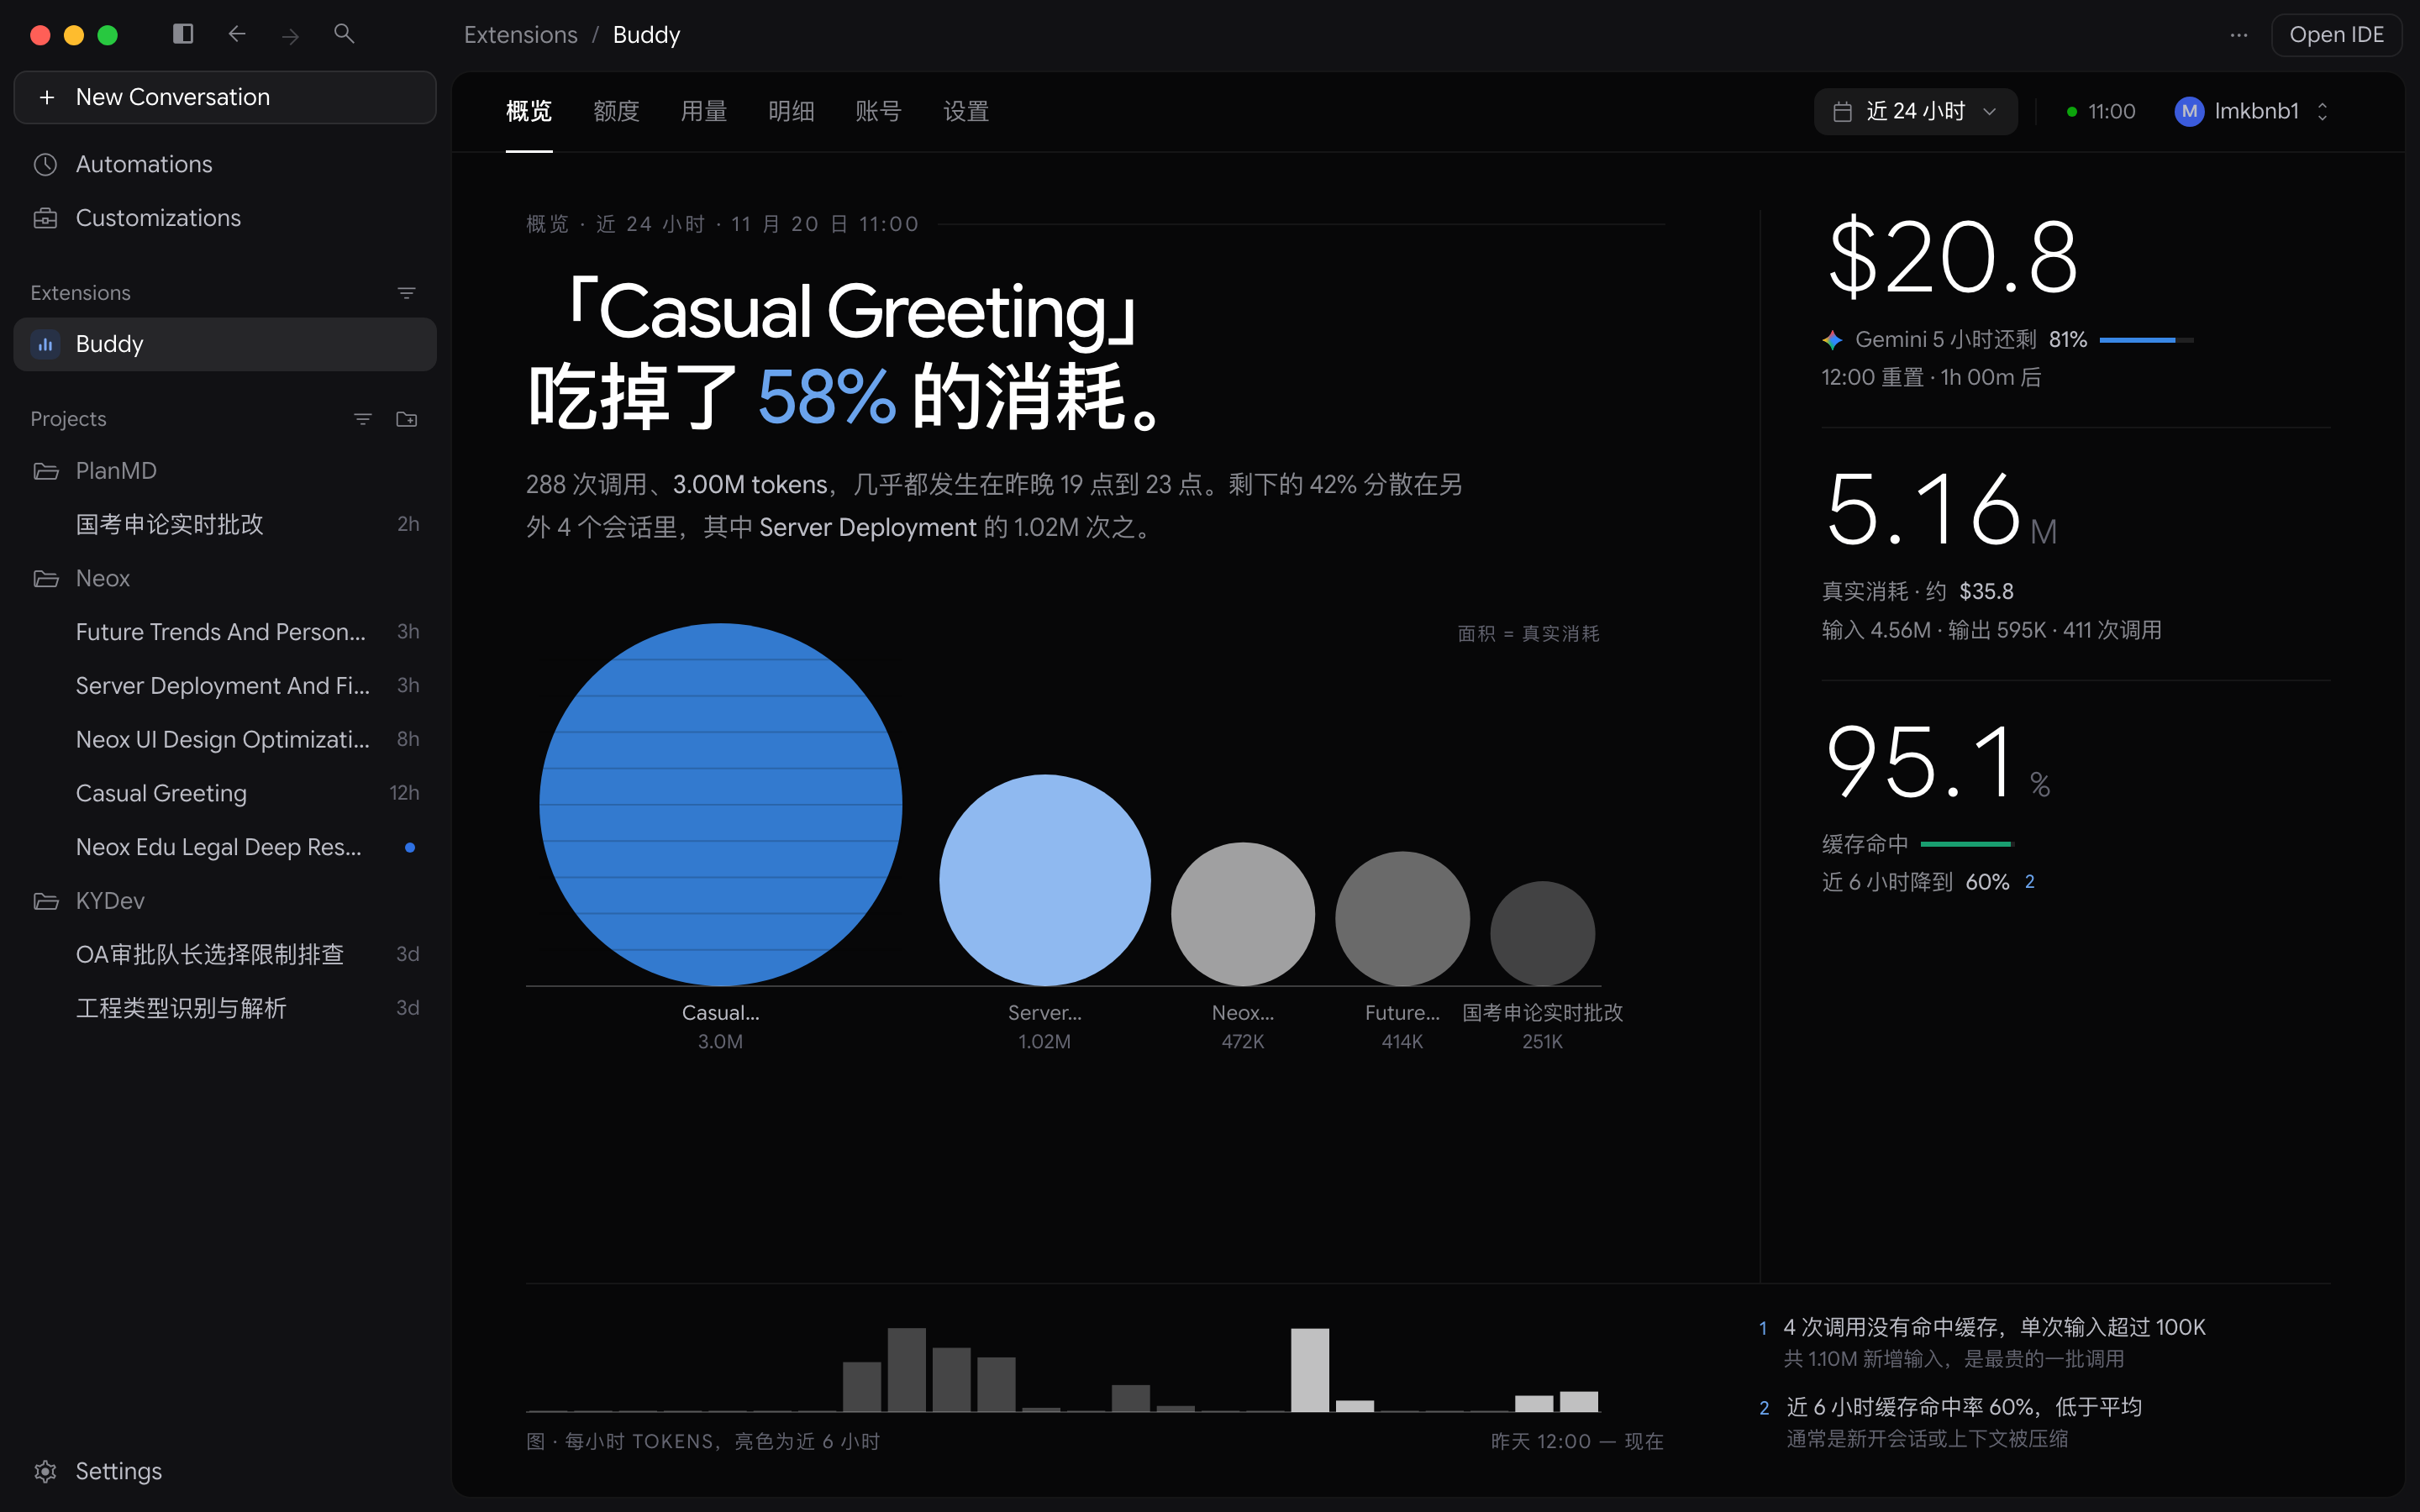 Extensions / Buddy
Open IDE
New Conversation
Automations
Customizations
Extensions
Buddy
Projects
PlanMD
国考申论实时批改 2h
Neox
Future Trends And Person... 3h
Server Deployment And Fi... 3h
Neox UI Design Optimizati... 8h
Casual Greeting 12h
Neox Edu Legal Deep Res...
KYDev
OA审批队长选择限制排查 3d
工程类型识别与解析 3d
Settings
概览 额度 用量 明细 账号 设置
近 24 小时
11:00
M lmkbnb1
概览 · 近 24 小时 · 11 月 20 日 11:00
「Casual Greeting」
吃掉了 58% 的消耗。
288 次调用、3.00M tokens，几乎都发生在昨晚 19 点到 23 点。剩下的 42% 分散在另
外 4 个会话里，其中 Server Deployment 的 1.02M 次之。
面积 = 真实消耗
Casual... Server... Neox... Future... 国考申论实时批改
3.0M 1.02M 472K 414K 251K
$20.8
Gemini 5 小时还剩 81%
12:00 重置 · 1h 00m 后
5.16 M
真实消耗 · 约 $35.8
输入 4.56M · 输出 595K · 411 次调用
95.1 %
缓存命中
近 6 小时降到 60% 2
图 · 每小时 TOKENS，亮色为近 6 小时
昨天 12:00 — 现在
1 4 次调用没有命中缓存，单次输入超过 100K
共 1.10M 新增输入，是最贵的一批调用
2 近 6 小时缓存命中率 60%，低于平均
通常是新开会话或上下文被压缩